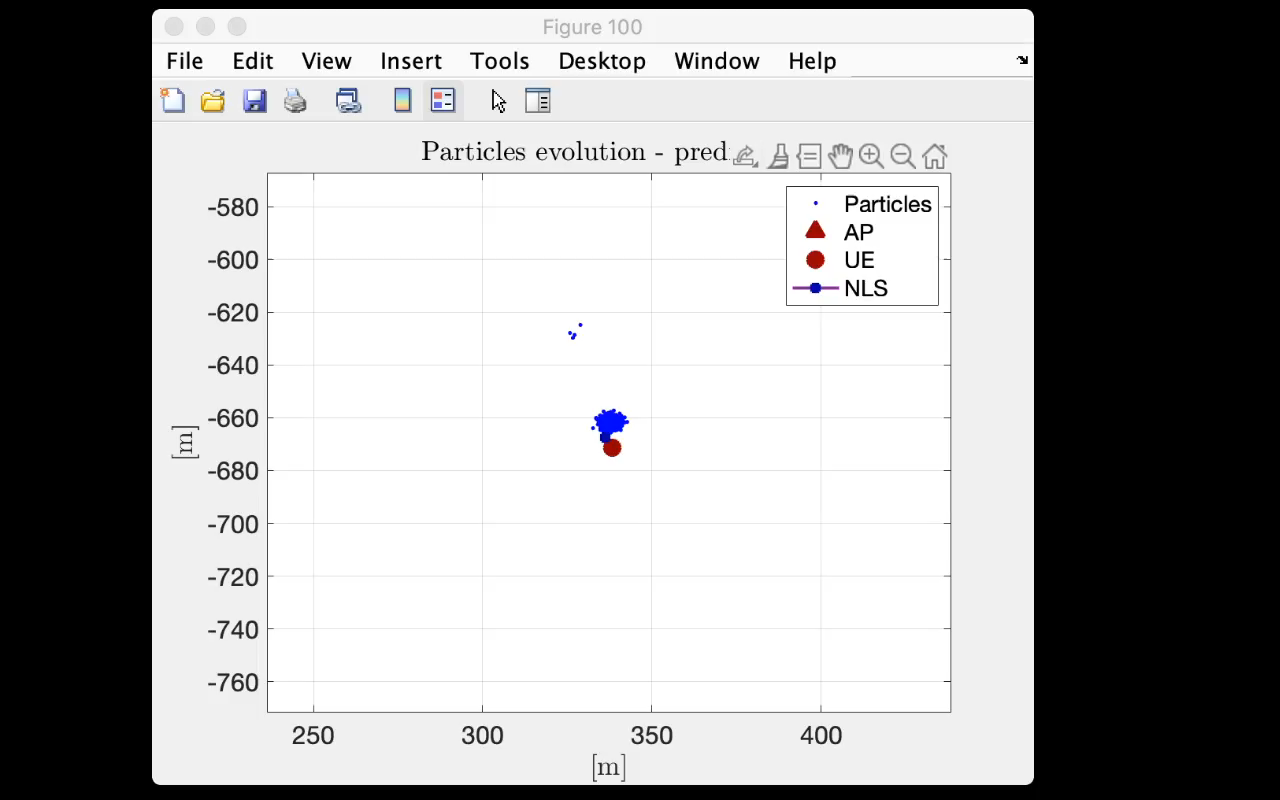 Figure 100
File Edit View Insert Tools Desktop Window Help
Particles evolution - pred
Particles
AP
UE
NLS
-580
-600
-620
-640
-660
-680
-700
-720
-740
-760
[m]
250 300 350 400
[m]